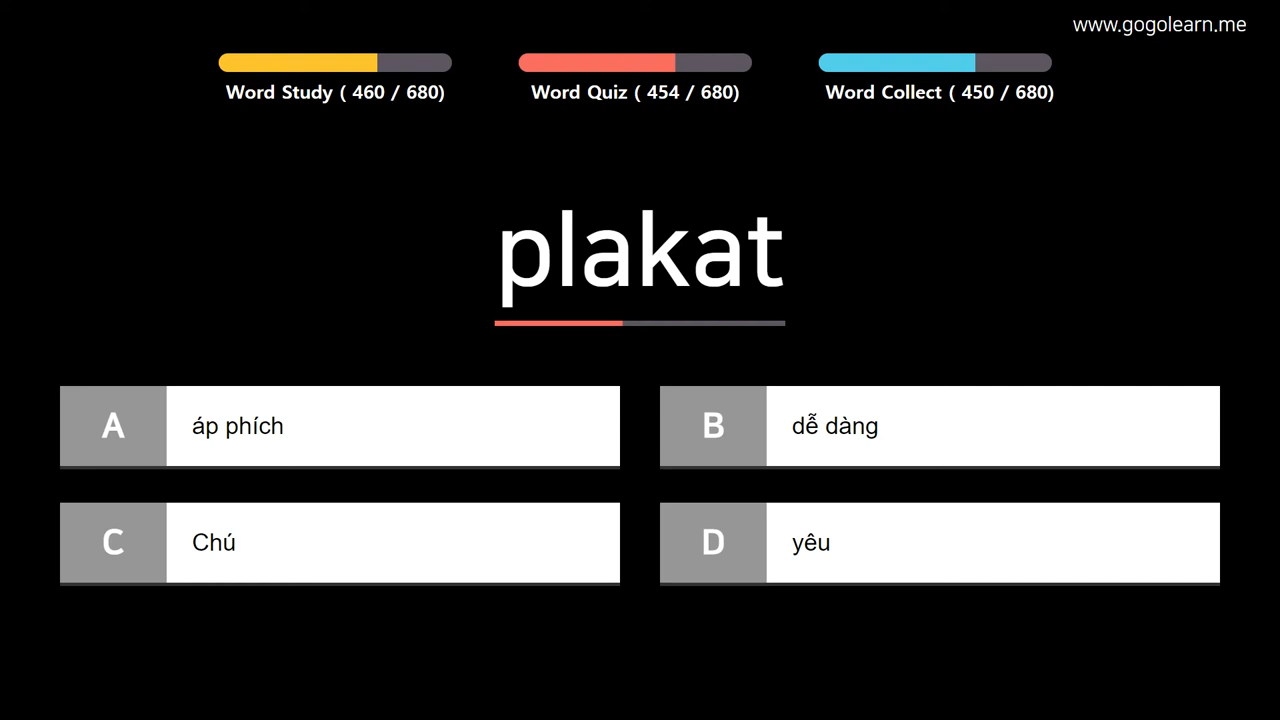 www.gogolearn.me
Word Study ( 460 / 680)
Word Quiz ( 454 / 680)
Word Collect ( 450 / 680)
plakat
A áp phích
B dễ dàng
C Chú
D yêu